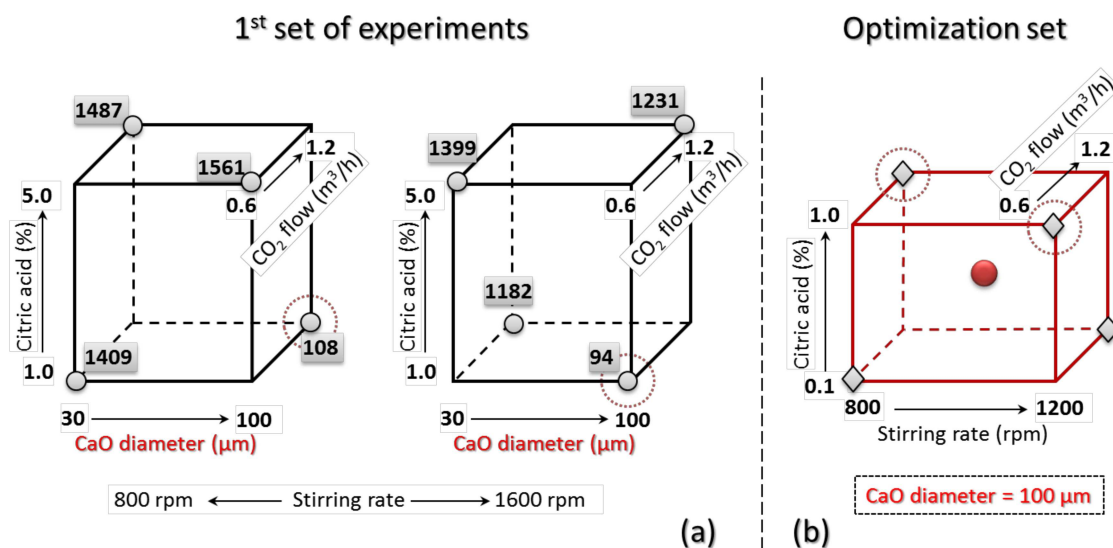 1st set of experiments
Optimization set
1487
1561
1.2
5.0
0.6
CO2 flow (m3/h)
Citric acid (%)
1409
108
1.0
30
100
CaO diameter (µm)
1231
1399
1.2
5.0
0.6
CO2 flow (m3/h)
Citric acid (%)
1182
94
1.0
30
100
CaO diameter (µm)
800 rpm
Stirring rate
1600 rpm
(a)
CO2 flow (m3/h)
1.2
0.6
1.0
Citric acid (%)
0.1
800
1200
Stirring rate (rpm)
CaO diameter = 100 µm
(b)